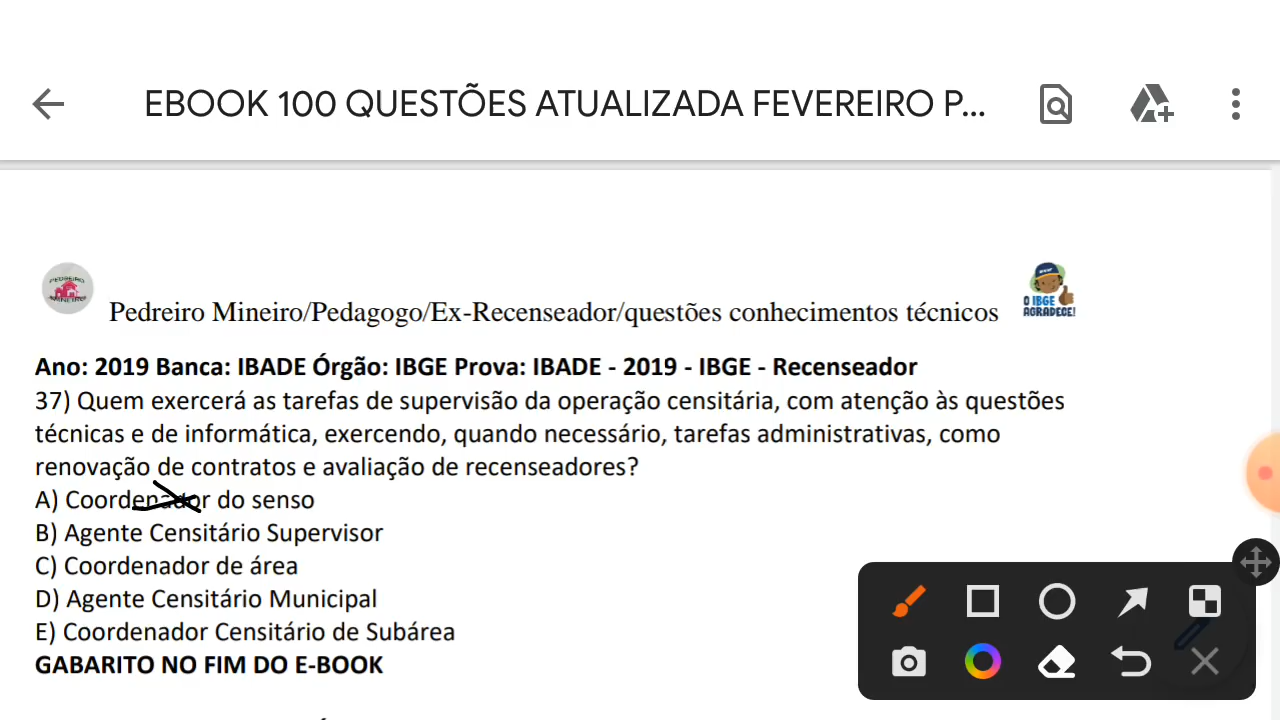 EBOOK 100 QUESTÕES ATUALIZADA FEVEREIRO P...
Pedreiro Mineiro/Pedagogo/Ex-Recenseador/questões conhecimentos técnicos
O IBGE
AGRADECE!
Ano: 2019 Banca: IBADE Órgão: IBGE Prova: IBADE - 2019 - IBGE - Recenseador
37) Quem exercerá as tarefas de supervisão da operação censitária, com atenção às questões
técnicas e de informática, exercendo, quando necessário, tarefas administrativas, como
renovação de contratos e avaliação de recenseadores?
A) Coordenador do senso
B) Agente Censitário Supervisor
C) Coordenador de área
D) Agente Censitário Municipal
E) Coordenador Censitário de Subárea
GABARITO NO FIM DO E-BOOK